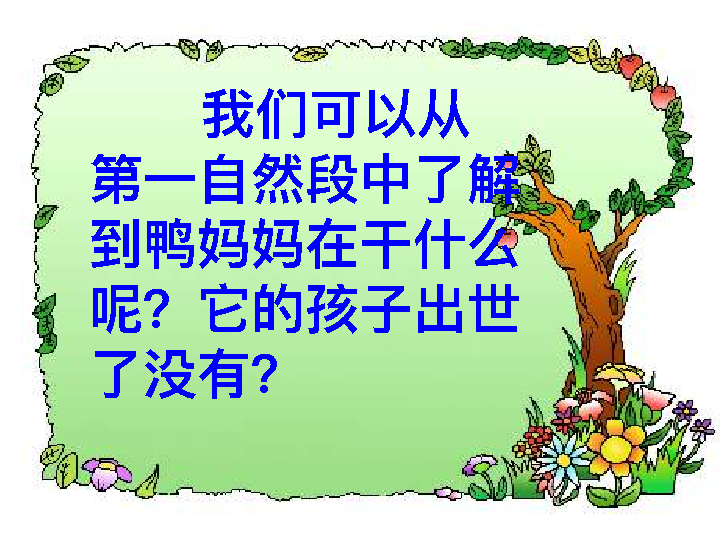 我们可以从
第一自然段中了解
到鸭妈妈在干什么
呢？它的孩子出世
了没有？